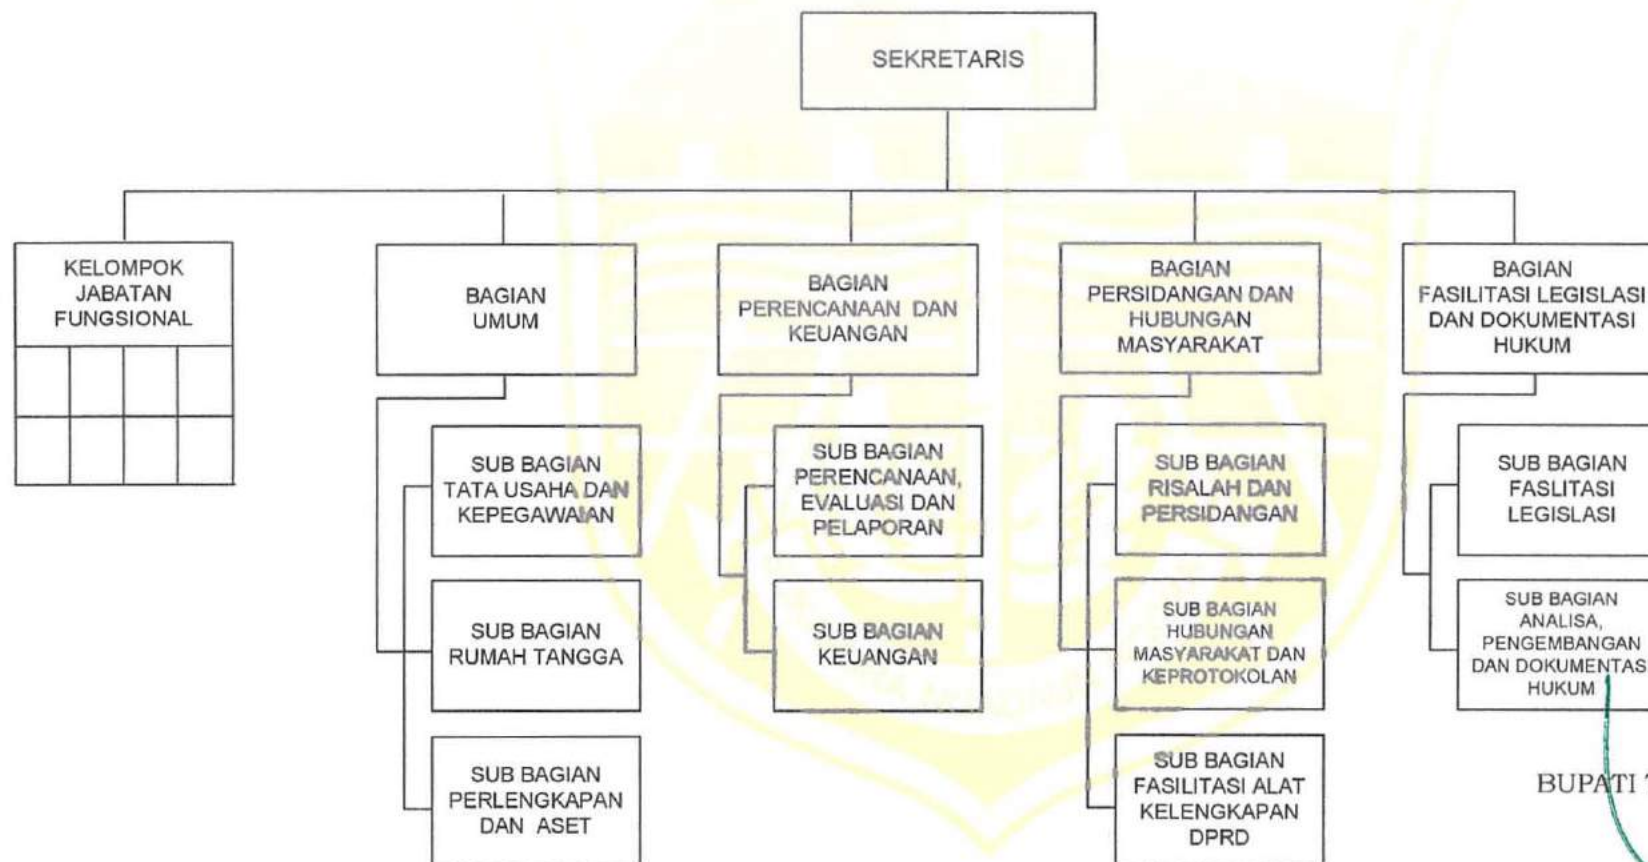 SEKRETARIS
KELOMPOK
JABATAN
FUNGSIONAL
BAGIAN
UMUM
BAGIAN
PERENCANAAN DAN
KEUANGAN
BAGIAN
PERSIDANGAN DAN
HUBUNGAN
MASYARAKAT
BAGIAN
FASILITASI LEGISLASI
DAN DOKUMENTASI
HUKUM
SUB BAGIAN
TATA USAHA DAN
KEPEGAWAIAN
SUB BAGIAN
RUMAH TANGGA
SUB BAGIAN
PERLENGKAPAN
DAN ASET
SUB BAGIAN
PERENCANAAN,
EVALUASI DAN
PELAPORAN
SUB BAGIAN
KEUANGAN
SUB BAGIAN
RISALAH DAN
PERSIDANGAN
SUB BAGIAN
HUBUNGAN
MASYARAKAT DAN
KEPROTOKOLAN
SUB BAGIAN
FASILITASI ALAT
KELENGKAPAN
DPRD
SUB BAGIAN
FASLITASI
LEGISLASI
SUB BAGIAN
ANALISA,
PENGEMBANGAN
DAN DOKUMENTAS
HUKUM
BUPATI